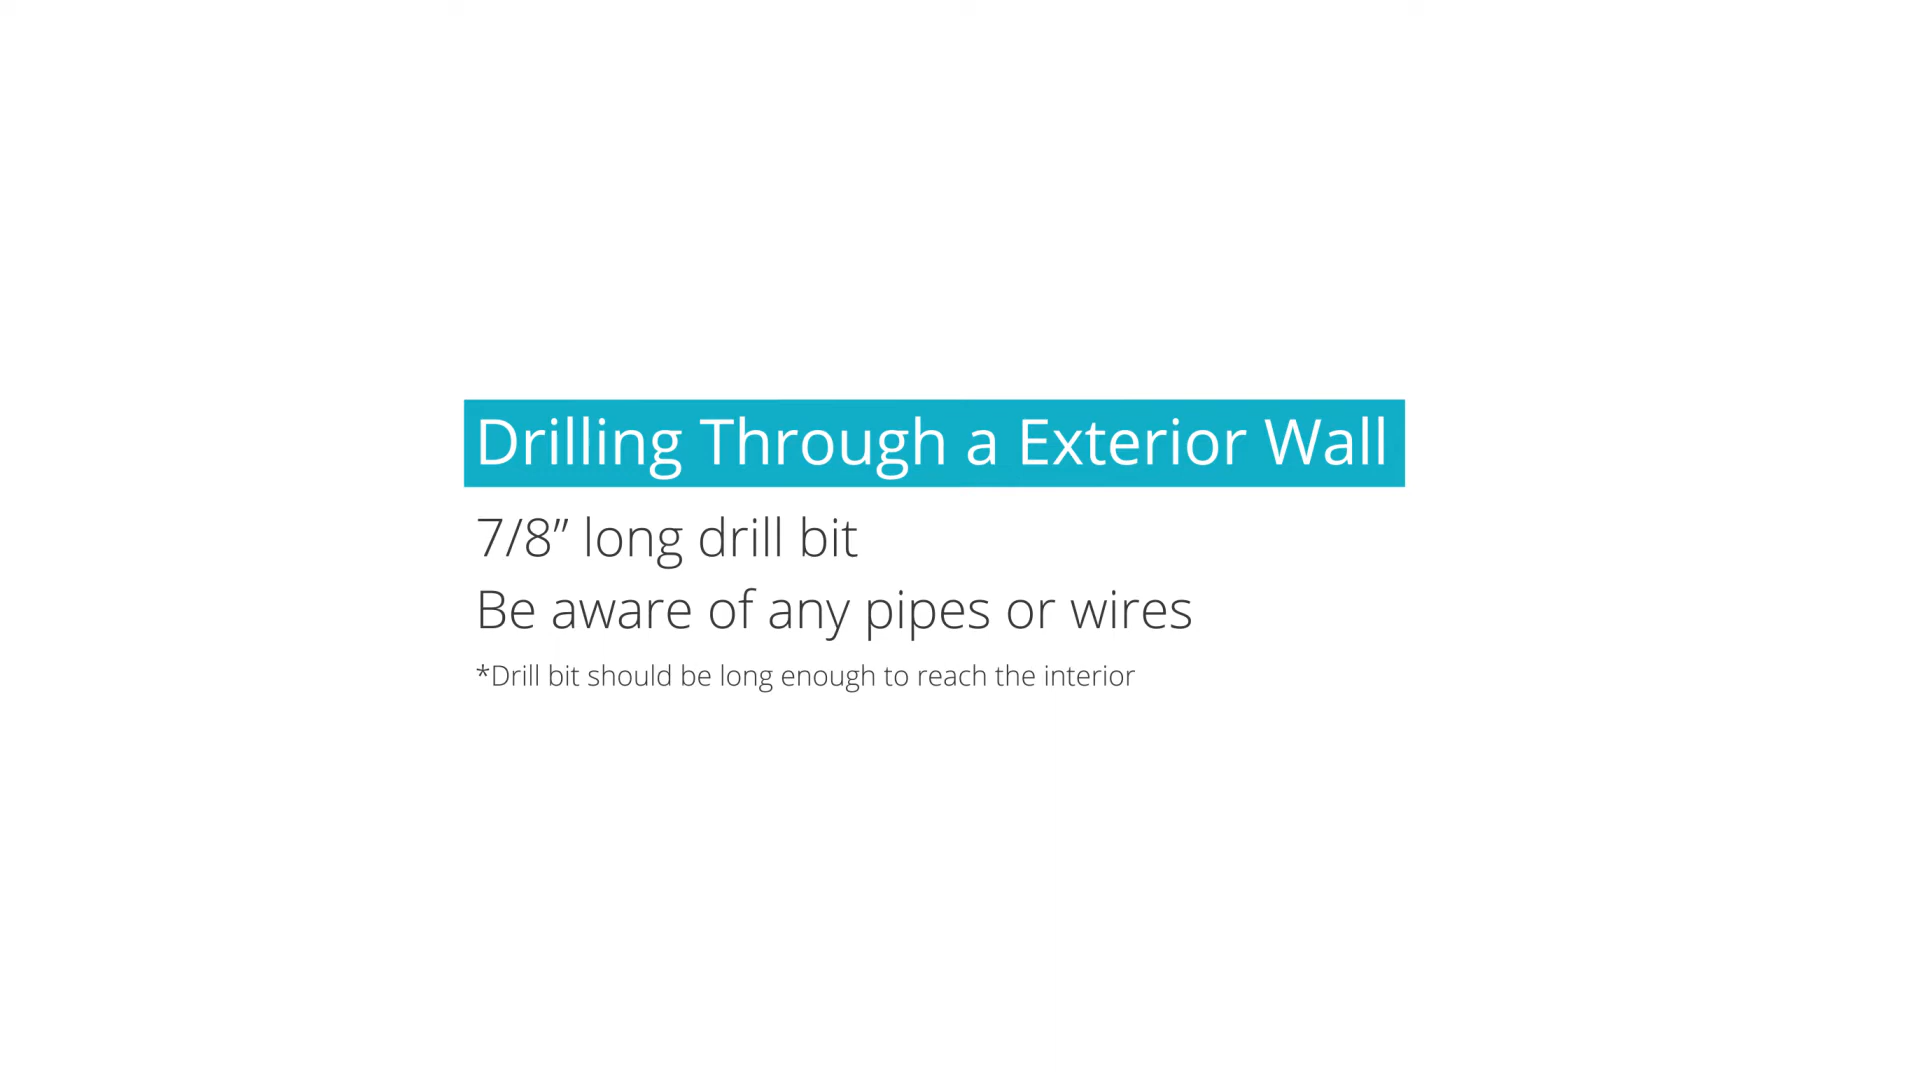 Drilling Through a Exterior Wall
7/8” long drill bit
Be aware of any pipes or wires
*Drill bit should be long enough to reach the interior